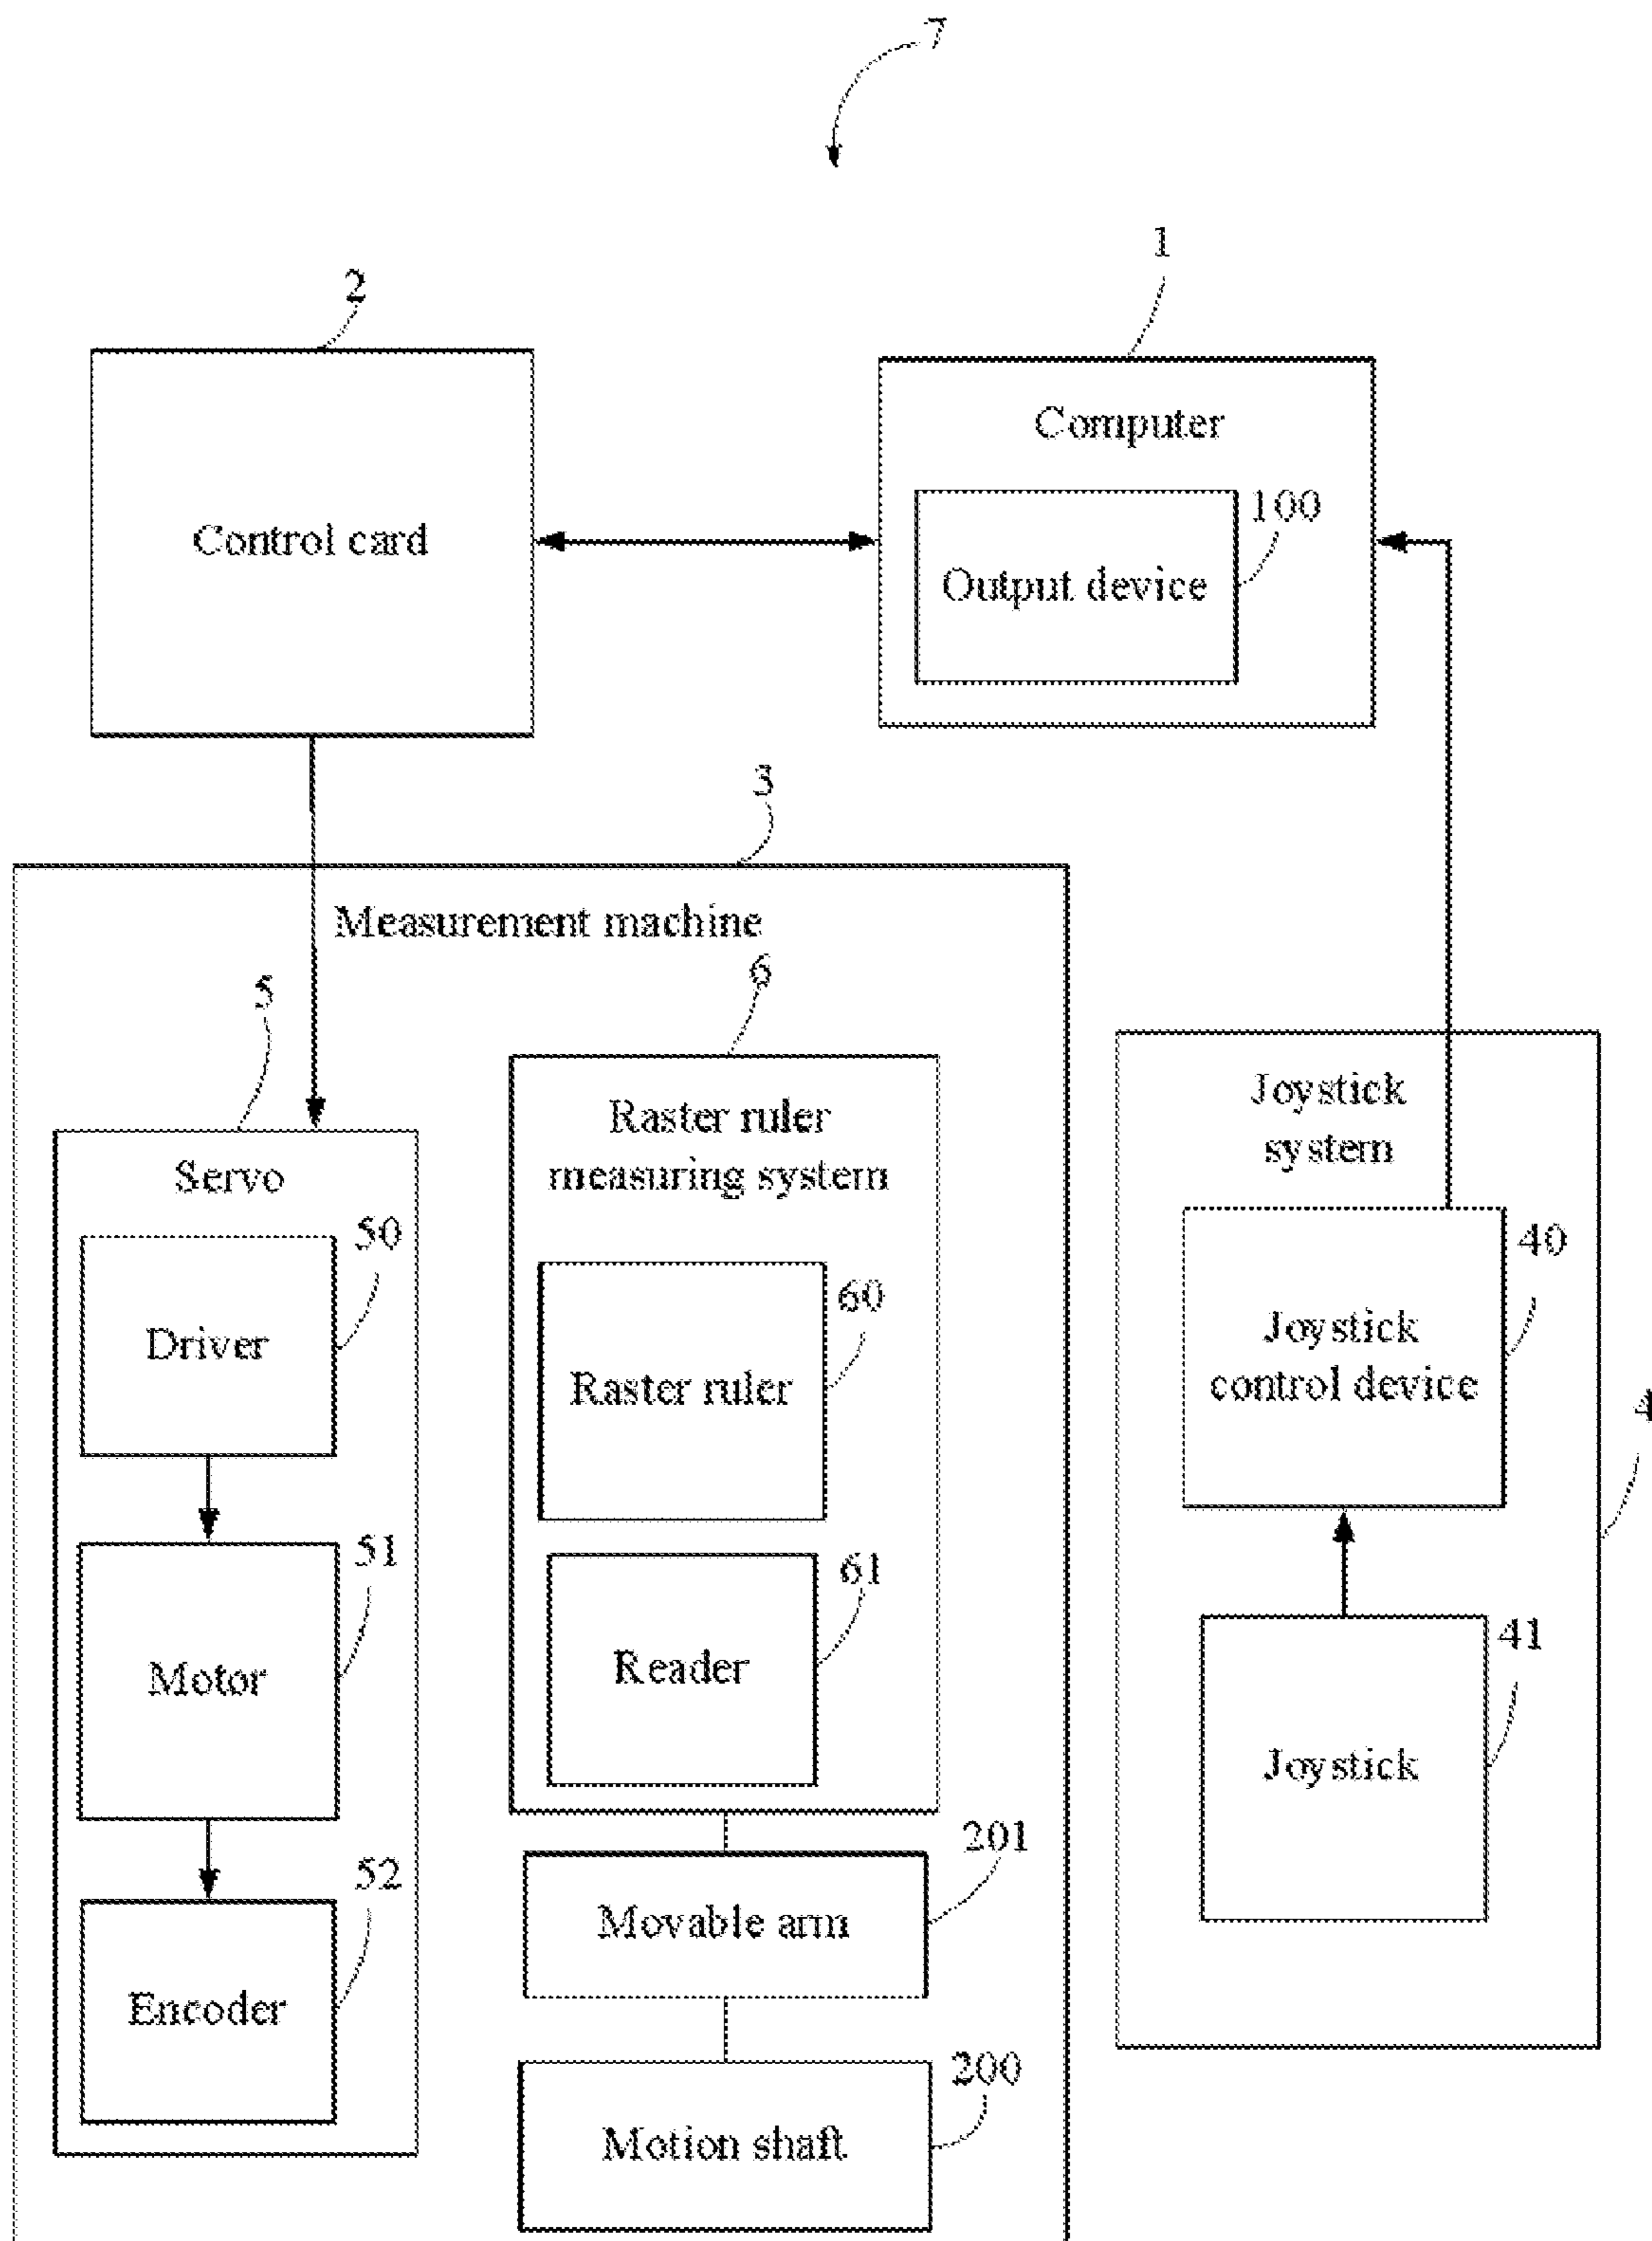 7
1
2
Computer
Control card
100
Output device
3
Measurement machine
6
5
Raster ruler
measuring system
Servo
50
Driver
60
Raster ruler
51
Motor
61
Reader
52
Encoder
201
Movable arm
200
Motion shaft
Joystick
system
40
Joystick
control device
4
41
Joystick